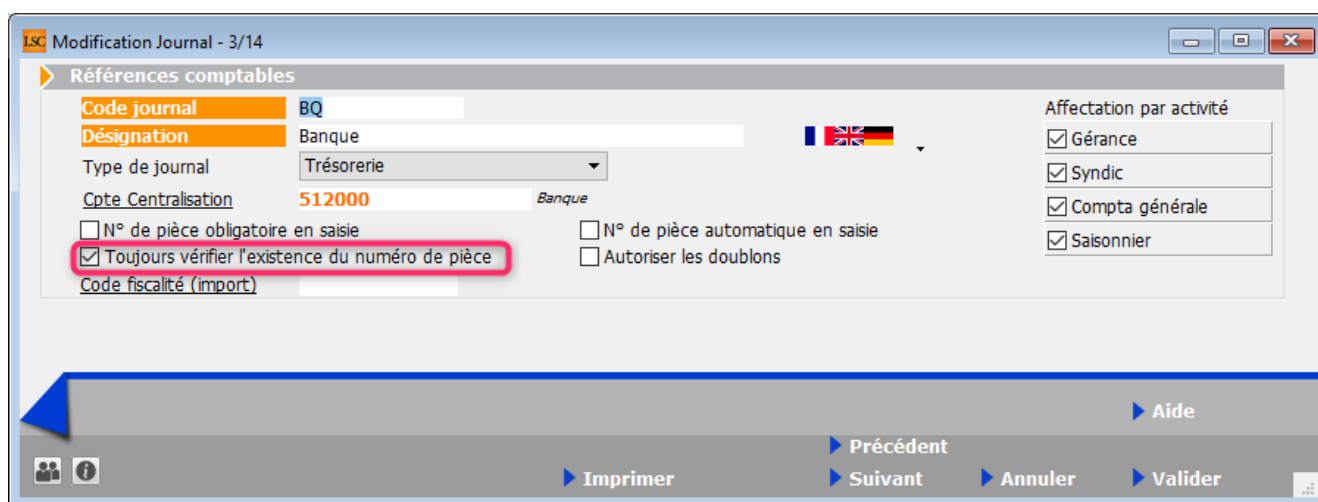 LSC Modification Journal - 3/14
Références comptables
Code journal BQ
Désignation Banque
Type de journal Trésorerie
Cpte Centralisation 512000 Banque
N° de pièce obligatoire en saisie N° de pièce automatique en saisie
Toujours vérifier l'existence du numéro de pièce Autoriser les doublons
Code fiscalité (import)
Affectation par activité
Gérance
Syndic
Compta générale
Saisonnier
Aide
Précédent
Imprimer Suivant Annuler Valider